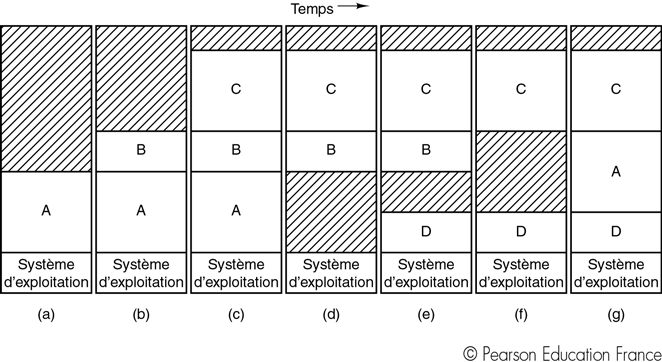 Temps
C C C C C
B B B B A
A A A D D D
Système d'exploitation Système d'exploitation Système d'exploitation Système d'exploitation Système d'exploitation Système d'exploitation Système d'exploitation
(a) (b) (c) (d) (e) (f) (g)
© Pearson Education France